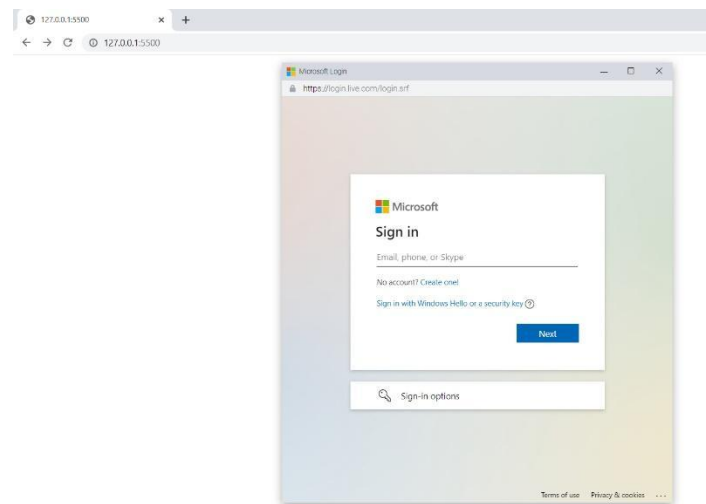 127.0.0.1:5500
127.0.0.1:5500
Microsoft Login
https://login.live.com/login.srf
Microsoft
Sign in
Email, phone, or Skype
No account? Create one!
Sign in with Windows Hello or a security key
Next
Sign-in options
Terms of use Privacy & cookies ...